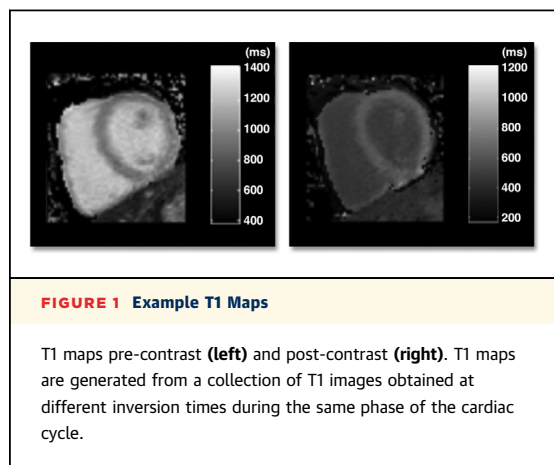 (ms)
1400
1200
1000
800
600
400
(ms)
1200
1000
800
600
400
200
FIGURE 1 Example T1 Maps
T1 maps pre-contrast (left) and post-contrast (right). T1 maps
are generated from a collection of T1 images obtained at
different inversion times during the same phase of the cardiac
cycle.